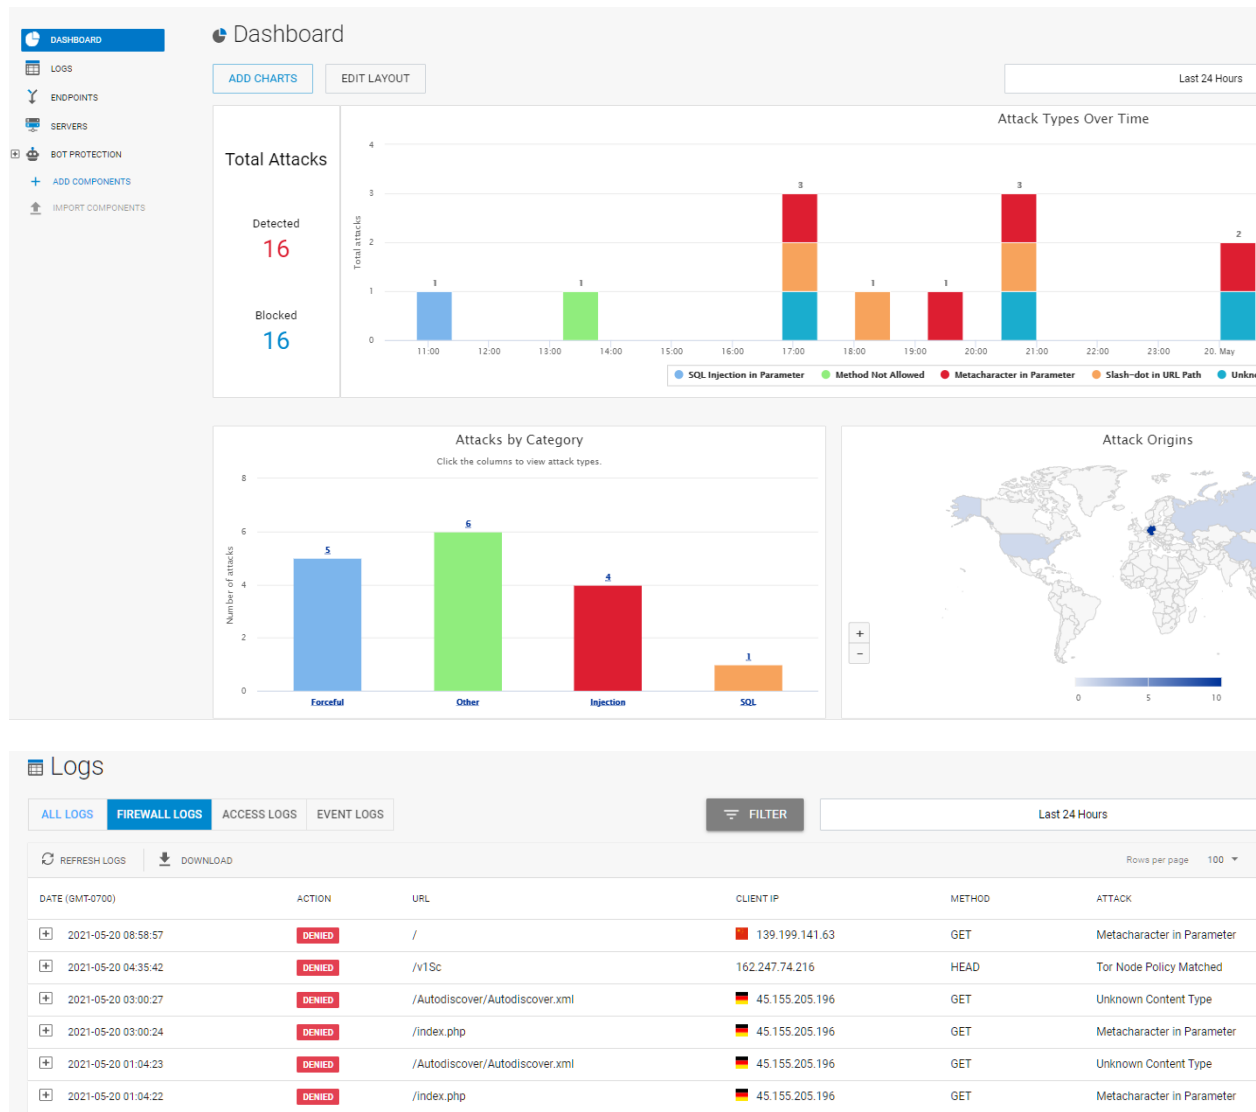 DASHBOARD
LOGS
ENDPOINTS
SERVERS
BOT PROTECTION
ADD COMPONENTS
IMPORT COMPONENTS
Dashboard
ADD CHARTS EDIT LAYOUT Last 24 Hours
Total Attacks
Detected
16
Blocked
16
Attack Types Over Time
Total attacks
4
3
2
1
0
1 1 3 1 1 3 2
11:00 12:00 13:00 14:00 15:00 16:00 17:00 18:00 19:00 20:00 21:00 22:00 23:00 20. May
SQL Injection in Parameter Method Not Allowed Metacharacter in Parameter Slash-dot in URL Path Unkn
Attacks by Category
Click the columns to view attack types.
Number of attacks
8
6
4
2
0
5 6 4 1
Forceful Other Injection SQL
Attack Origins
+
−
0 5 10
Logs
ALL LOGS FIREWALL LOGS ACCESS LOGS EVENT LOGS FILTER Last 24 Hours
REFRESH LOGS DOWNLOAD Rows per page 100
DATE (GMT-0700) ACTION URL CLIENT IP METHOD ATTACK
2021-05-20 08:58:57 DENIED / 139.199.141.63 GET Metacharacter in Parameter
2021-05-20 04:35:42 DENIED /v1Sc 162.247.74.216 HEAD Tor Node Policy Matched
2021-05-20 03:00:27 DENIED /Autodiscover/Autodiscover.xml 45.155.205.196 GET Unknown Content Type
2021-05-20 03:00:24 DENIED /index.php 45.155.205.196 GET Metacharacter in Parameter
2021-05-20 01:04:23 DENIED /Autodiscover/Autodiscover.xml 45.155.205.196 GET Unknown Content Type
2021-05-20 01:04:22 DENIED /index.php 45.155.205.196 GET Metacharacter in Parameter